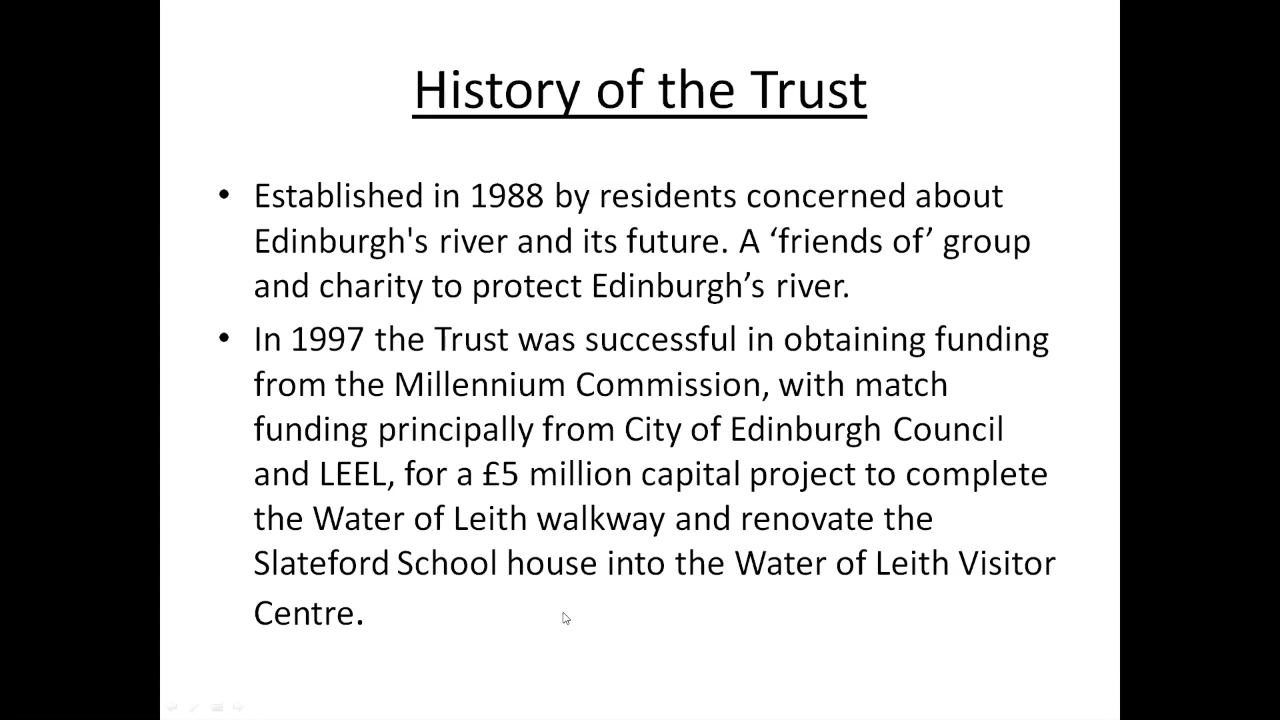 History of the Trust
• Established in 1988 by residents concerned about
Edinburgh's river and its future. A ‘friends of’ group
and charity to protect Edinburgh’s river.
• In 1997 the Trust was successful in obtaining funding
from the Millennium Commission, with match
funding principally from City of Edinburgh Council
and LEEL, for a £5 million capital project to complete
the Water of Leith walkway and renovate the
Slateford School house into the Water of Leith Visitor
Centre.